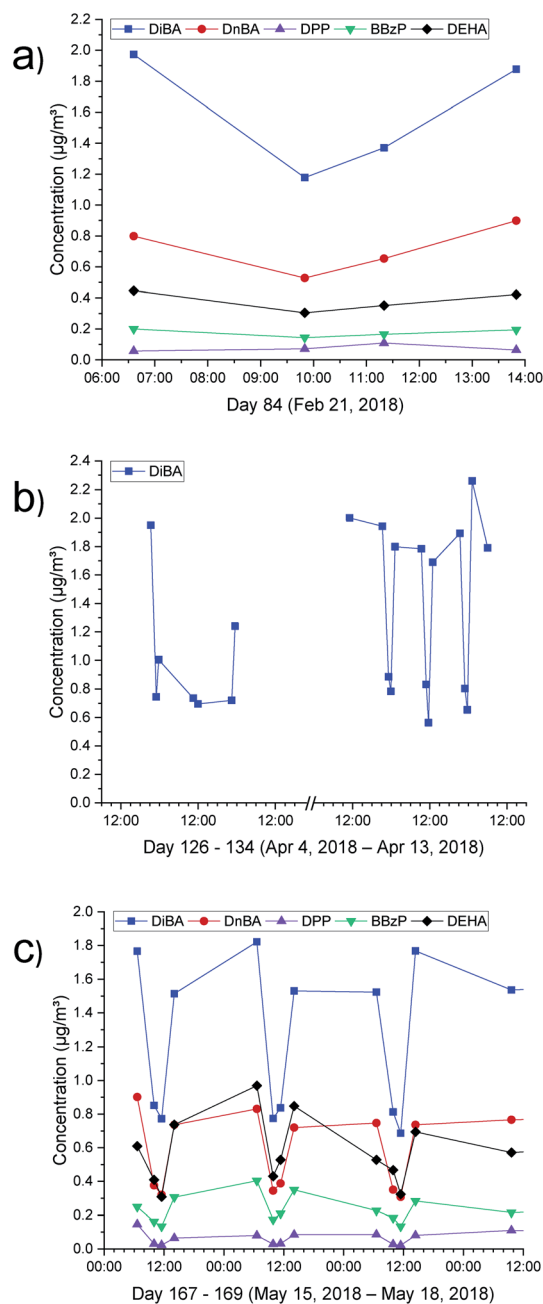 DiBA DnBA DPP BBzP DEHA
a)
2.2
2.0
1.8
1.6
1.4
1.2
1.0
0.8
0.6
0.4
0.2
0.0
Concentration (µg/m³)
06:00 07:00 08:00 09:00 10:00 11:00 12:00 13:00 14:00
Day 84 (Feb 21, 2018)
DiBA
b)
2.4
2.2
2.0
1.8
1.6
1.4
1.2
1.0
0.8
0.6
0.4
0.2
0.0
Concentration (µg/m³)
12:00 12:00 12:00 12:00 12:00
Day 126 - 134 (Apr 4, 2018 – Apr 13, 2018)
DiBA DnBA DPP BBzP DEHA
c)
2.0
1.8
1.6
1.4
1.2
1.0
0.8
0.6
0.4
0.2
0.0
Concentration (µg/m³)
00:00 12:00 00:00 12:00 00:00 12:00 00:00 12:00
Day 167 - 169 (May 15, 2018 – May 18, 2018)